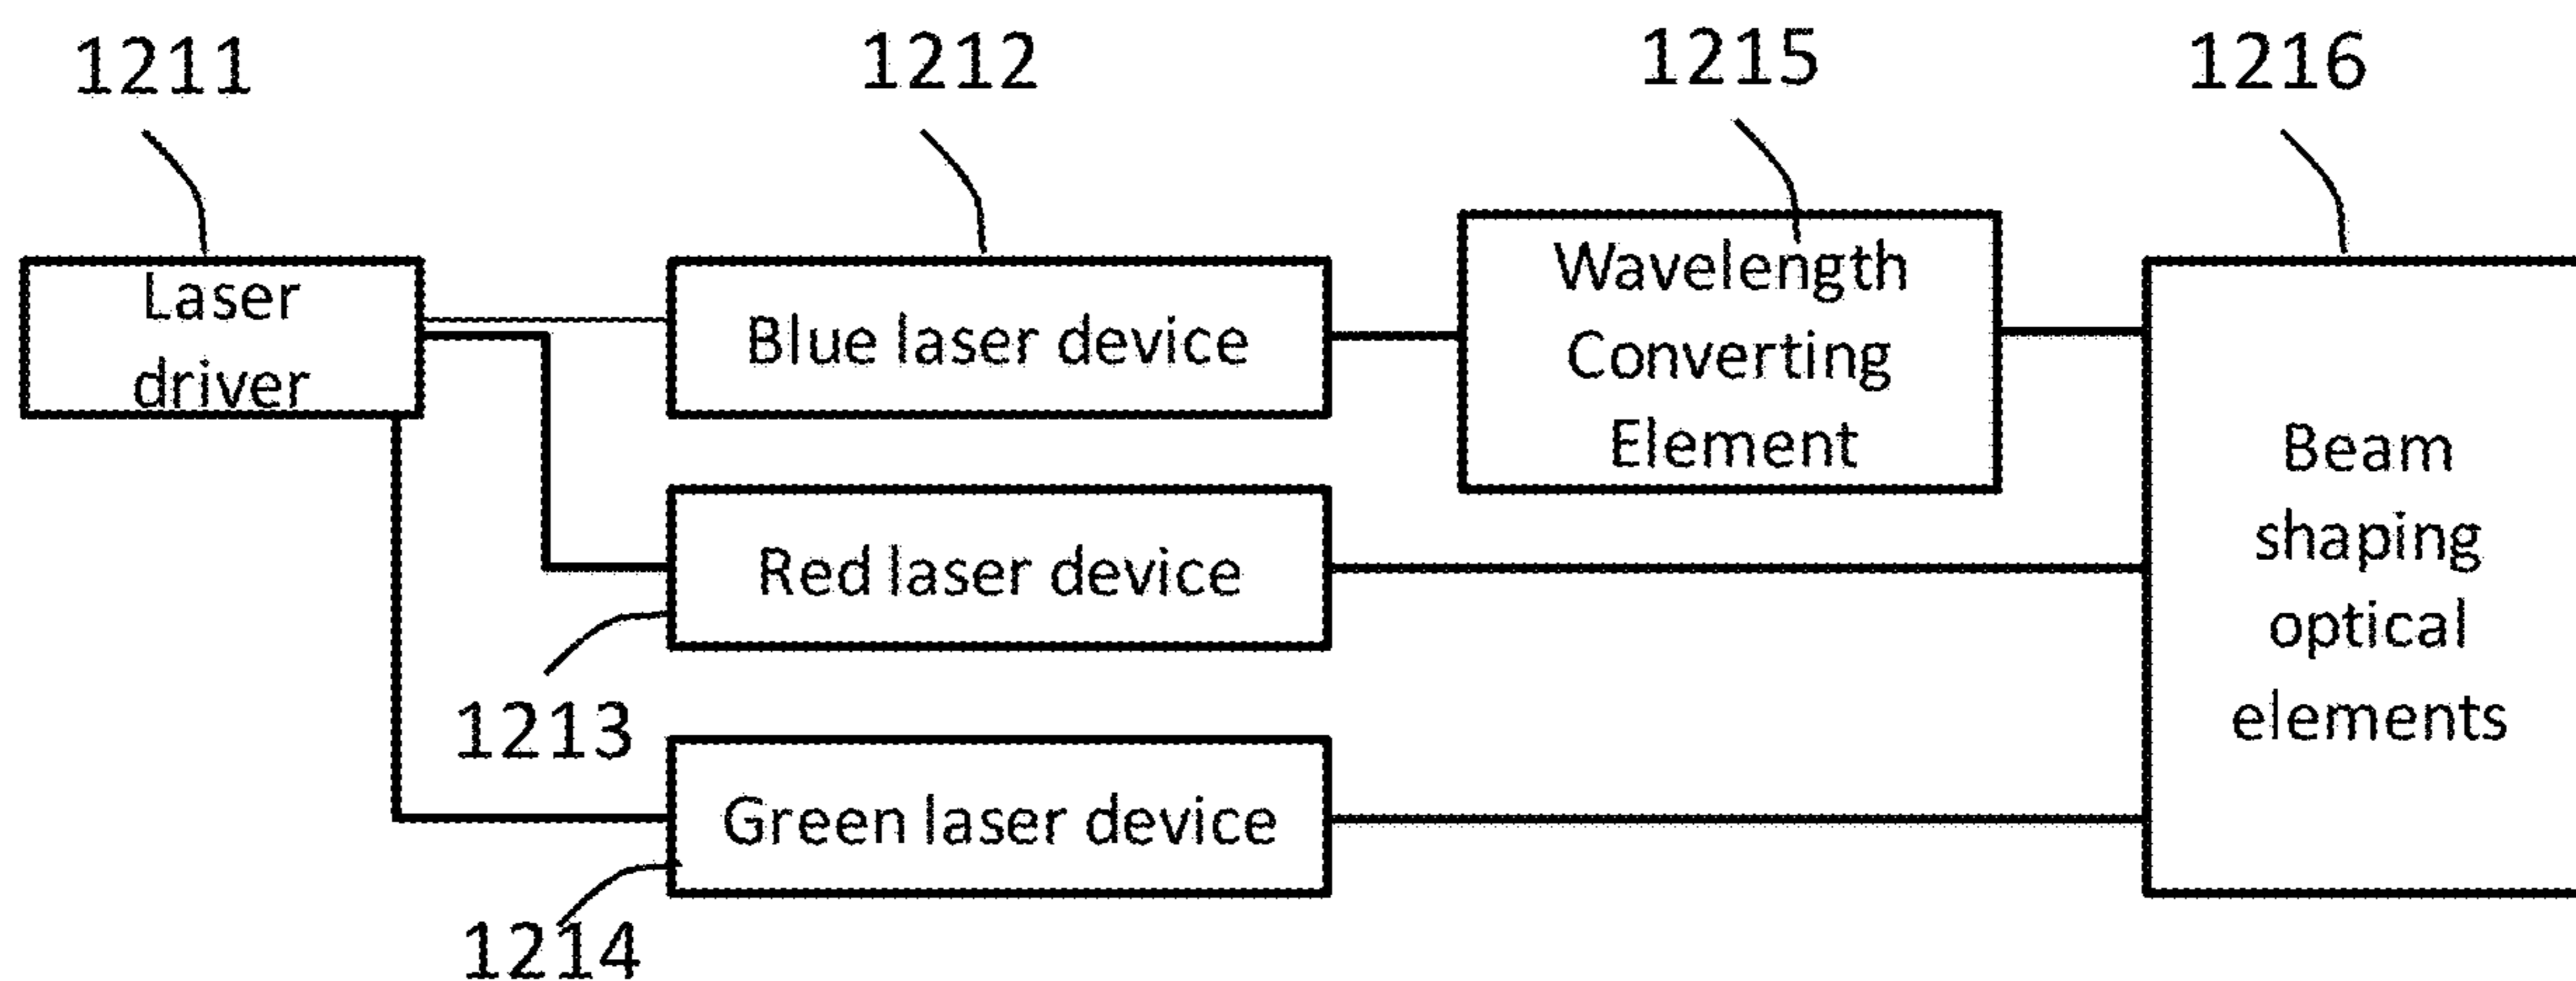 1211
1212
1215
1216
Laser
driver
Blue laser device
Wavelength
Converting
Element
Beam
shaping
optical
elements
Red laser device
1213
Green laser device
1214